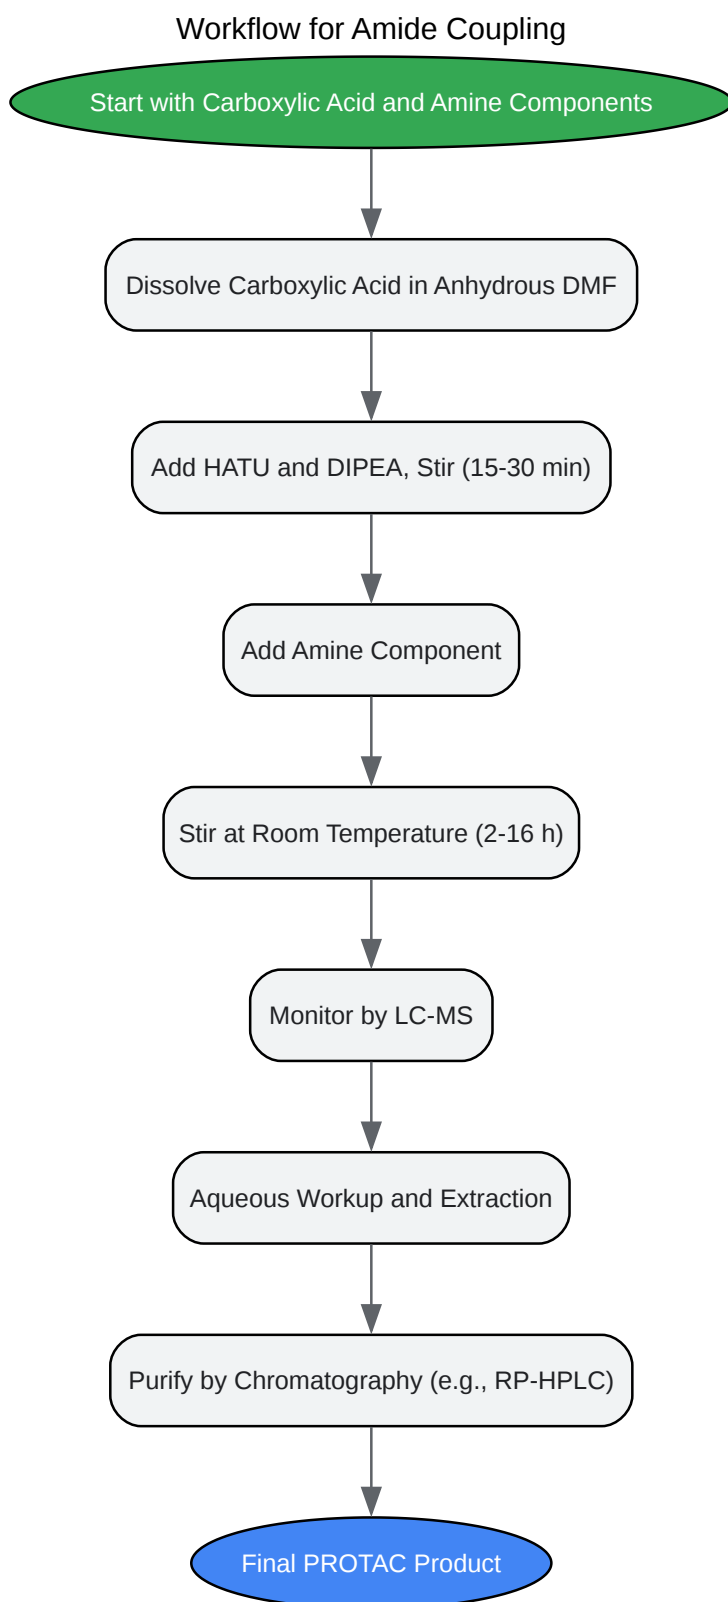 Workflow for Amide Coupling
Start with Carboxylic Acid and Amine Components
Dissolve Carboxylic Acid in Anhydrous DMF
Add HATU and DIPEA, Stir (15-30 min)
Add Amine Component
Stir at Room Temperature (2-16 h)
Monitor by LC-MS
Aqueous Workup and Extraction
Purify by Chromatography (e.g., RP-HPLC)
Final PROTAC Product